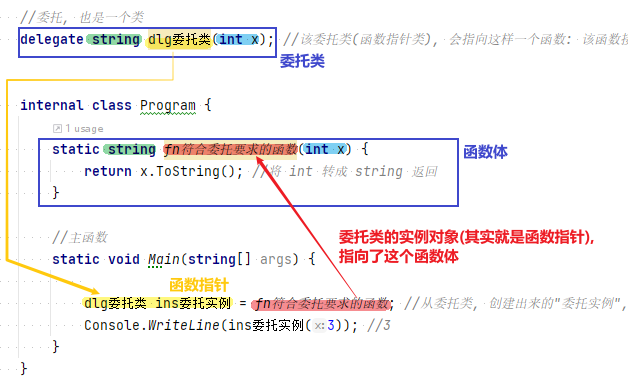 //委托, 也是一个类
delegate string dlg委托类(int x); //该委托类(函数指针类), 会指向这样一个函数: 该函数接
委托类
internal class Program {
1 usage
static string fn符合委托要求的函数(int x) {
函数体
return x.ToString(); //将 int 转成 string 返回
}
委托类的实例对象(其实就是函数指针),
指向了这个函数体
//主函数
static void Main(string[] args) {
函数指针
dlg委托类 ins委托实例 = fn符合委托要求的函数; //从委托类, 创建出来的"委托实例",
Console.WriteLine(ins委托实例(x:3)); //3
}
}